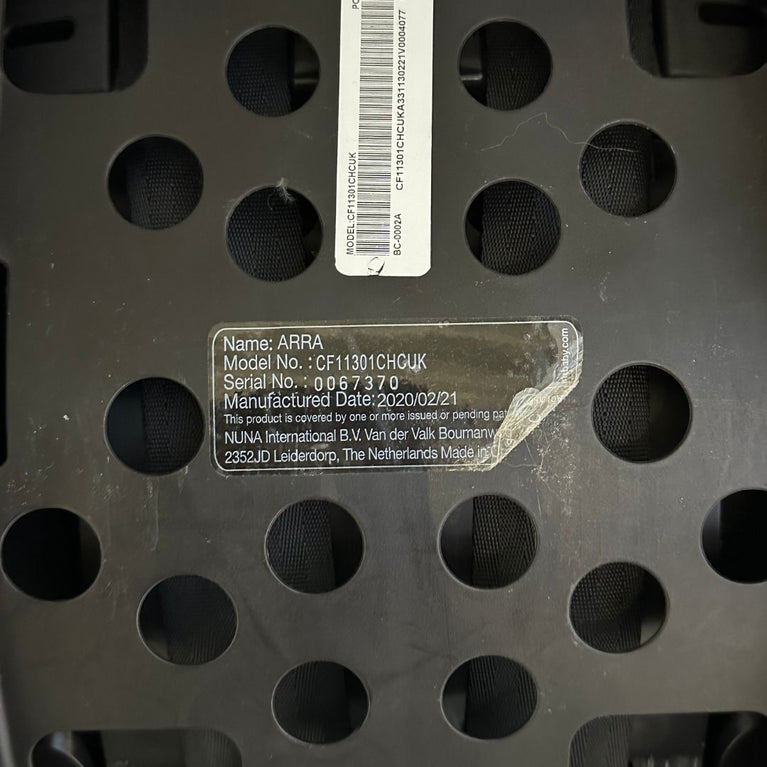 PO
MODEL:CF11301CHCUK
CF11301CHCUKA331130221V0004077
BC-0002A
Name: ARRA
Model No. : CF11301CHCUK
Serial No. : 0067370
Manufactured Date: 2020/02/21
This product is covered by one or more issued or pending
NUNA International B.V. Van der Valk
2352JD Leiderdorp, The Netherlands Made in